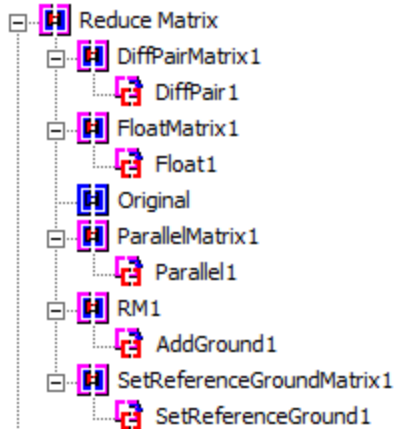 Reduce Matrix
DiffPairMatrix1
DiffPair1
FloatMatrix1
Float1
Original
ParallelMatrix1
Parallel1
RM1
AddGround1
SetReferenceGroundMatrix1
SetReferenceGround1